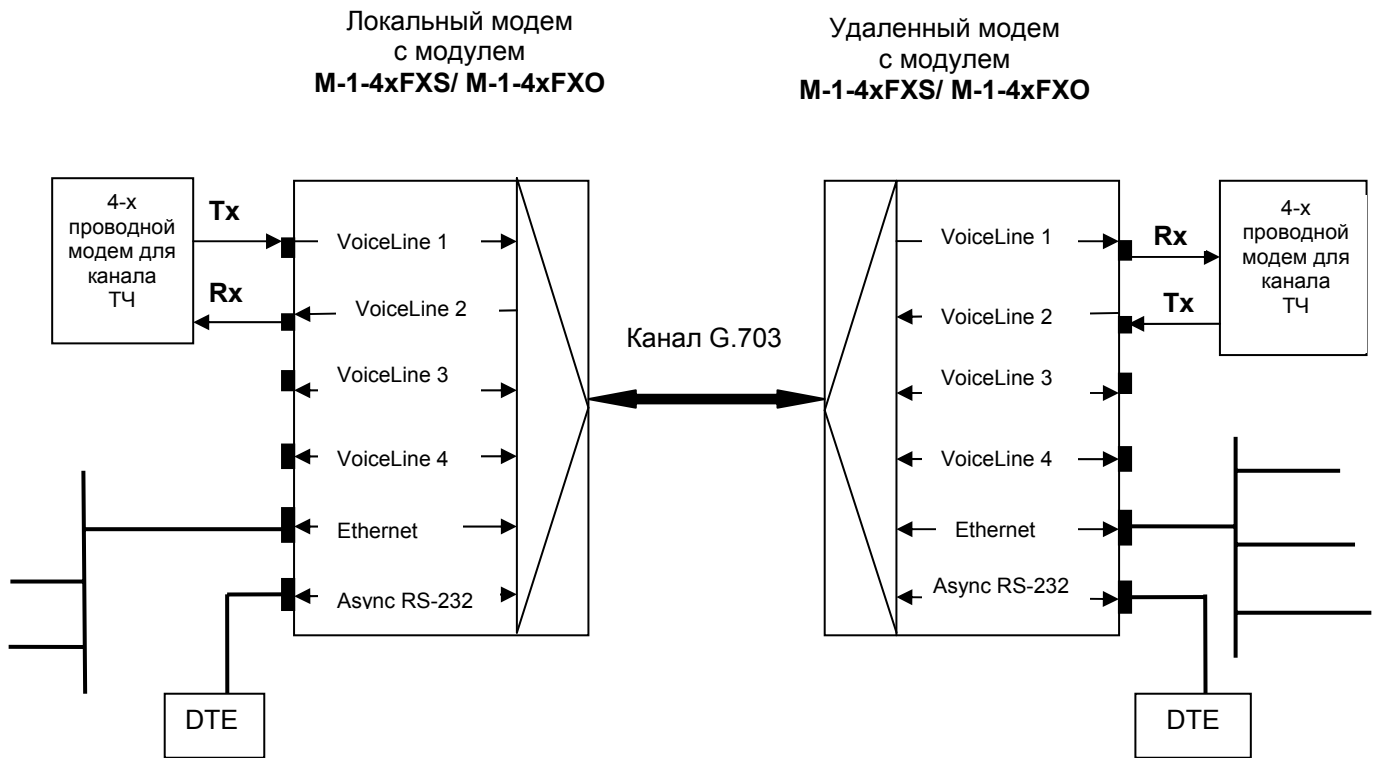 Локальный модем
с модулем
M-1-4xFXS/ M-1-4xFXO
Удаленный модем
с модулем
M-1-4xFXS/ M-1-4xFXO
4-х
проводной
модем для
канала
ТЧ
Tx
Rx
VoiceLine 1
VoiceLine 2
VoiceLine 3
VoiceLine 4
Ethernet
Async RS-232
DTE
Канал G.703
VoiceLine 1
VoiceLine 2
VoiceLine 3
VoiceLine 4
Ethernet
Async RS-232
Rx
Tx
4-х
проводной
модем для
канала
ТЧ
DTE